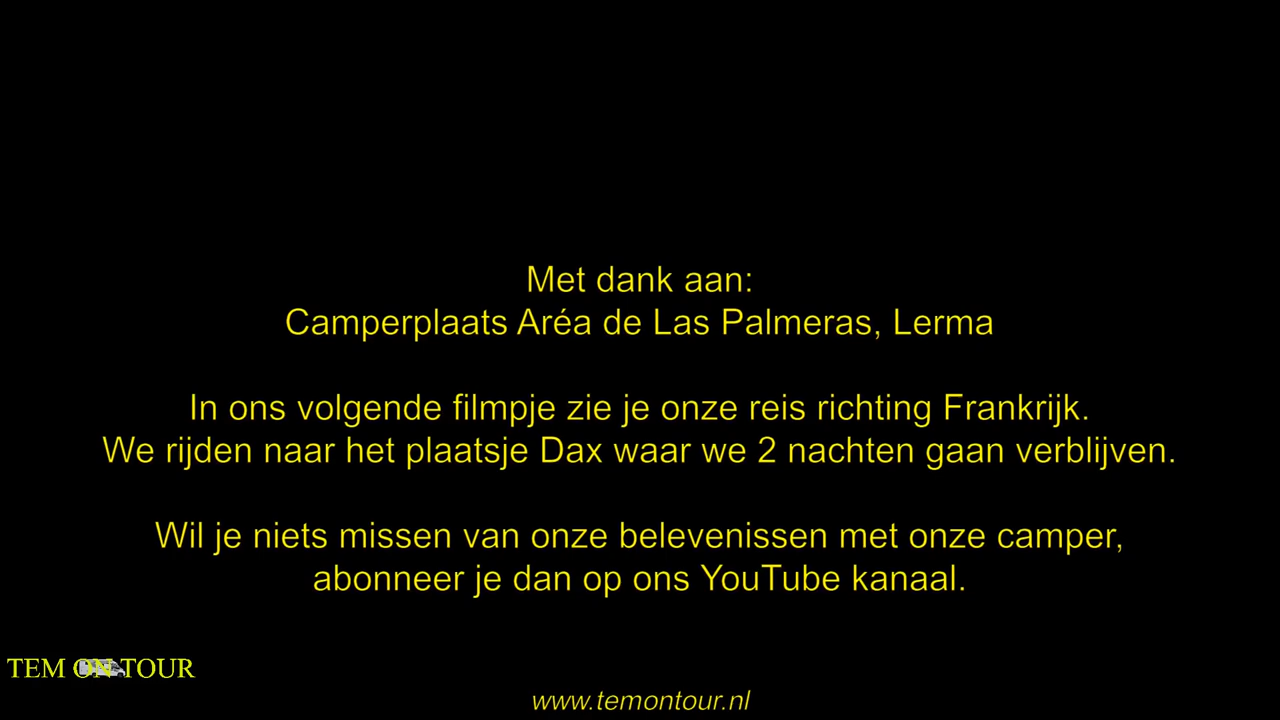 Met dank aan:
Camperplaats Aréa de Las Palmeras, Lerma
In ons volgende filmpje zie je onze reis richting Frankrijk.
We rijden naar het plaatsje Dax waar we 2 nachten gaan verblijven.
Wil je niets missen van onze belevenissen met onze camper,
abonneer je dan op ons YouTube kanaal.
TEM ON TOUR
www.temontour.nl